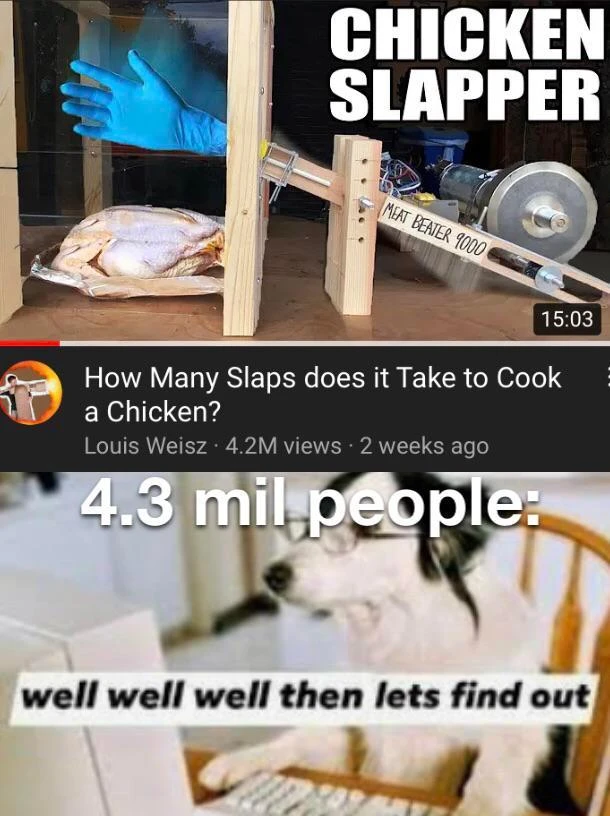 CHICKEN
SLAPPER
MEAT BEATER 9000
15:03
How Many Slaps does it Take to Cook
a Chicken?
Louis Weisz · 4.2M views · 2 weeks ago
4.3 mil people:
well well well then lets find out